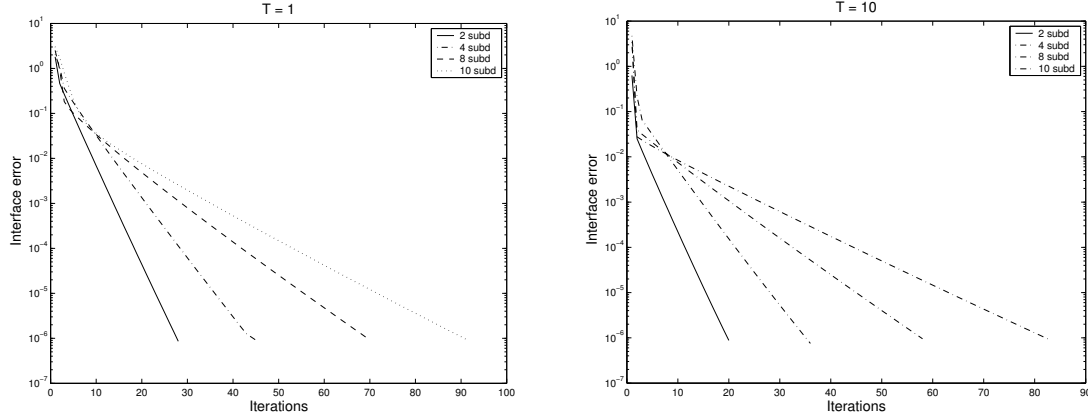 T = 1
10^1
10^0
10^-1
10^-2
10^-3
10^-4
10^-5
10^-6
10^-7
Interface error
0 10 20 30 40 50 60 70 80 90 100
Iterations
2 subd
4 subd
8 subd
10 subd
T = 10
10^1
10^0
10^-1
10^-2
10^-3
10^-4
10^-5
10^-6
10^-7
Interface error
0 10 20 30 40 50 60 70 80 90
Iterations
2 subd
4 subd
8 subd
10 subd